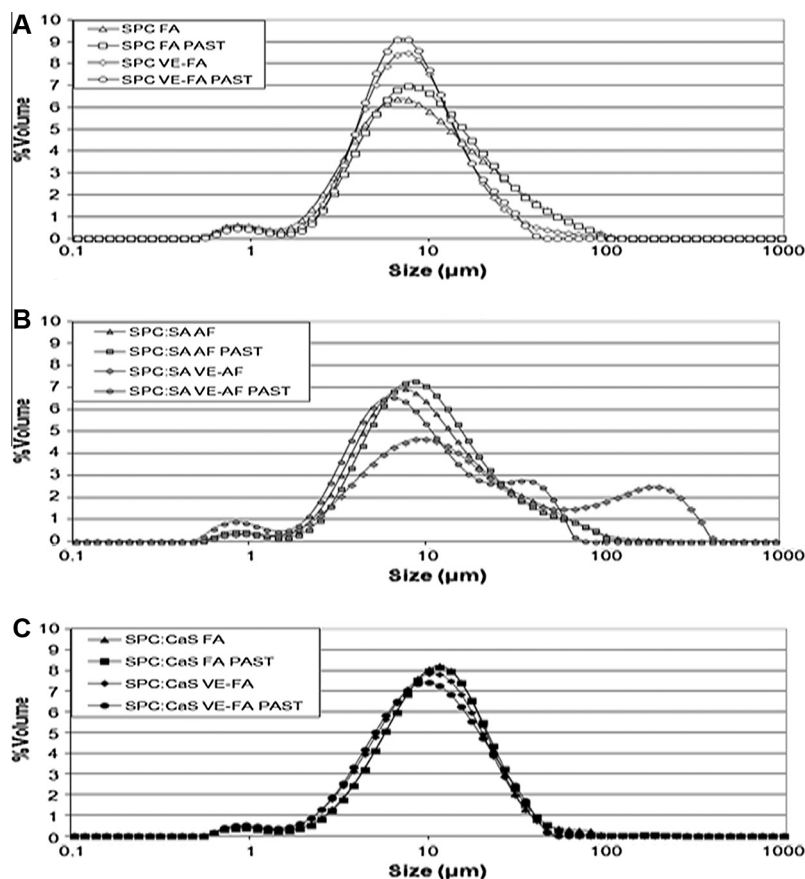 A
10
9
8
7
6
5
4
3
2
1
0
%Volume
SPC FA
SPC FA PAST
SPC VE-FA
SPC VE-FA PAST
0,1
1
10
100
1000
Size (µm)
B
10
9
8
7
6
5
4
3
2
1
0
%Volume
SPC:SA AF
SPC:SA AF PAST
SPC:SA VE-AF
SPC:SA VE-AF PAST
0,1
1
10
100
1000
Size (µm)
C
10
9
8
7
6
5
4
3
2
1
0
%Volume
SPC:CaS FA
SPC:CaS FA PAST
SPC:CaS VE-FA
SPC:CaS VE-FA PAST
0,1
1
10
100
1000
Size (µm)